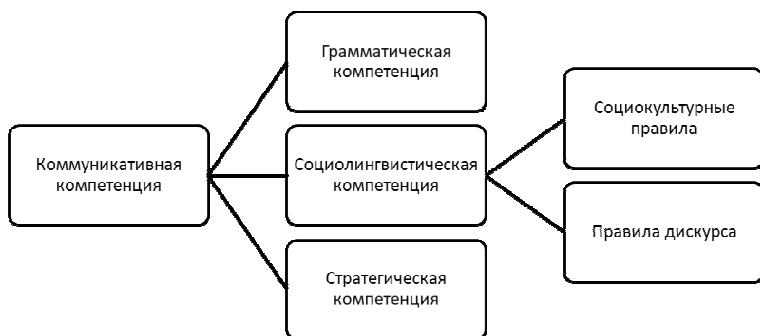 Коммуникативная
компетенция
Грамматическая
компетенция
Социолингвистическая
компетенция
Стратегическая
компетенция
Социокультурные
правила
Правила дискурса